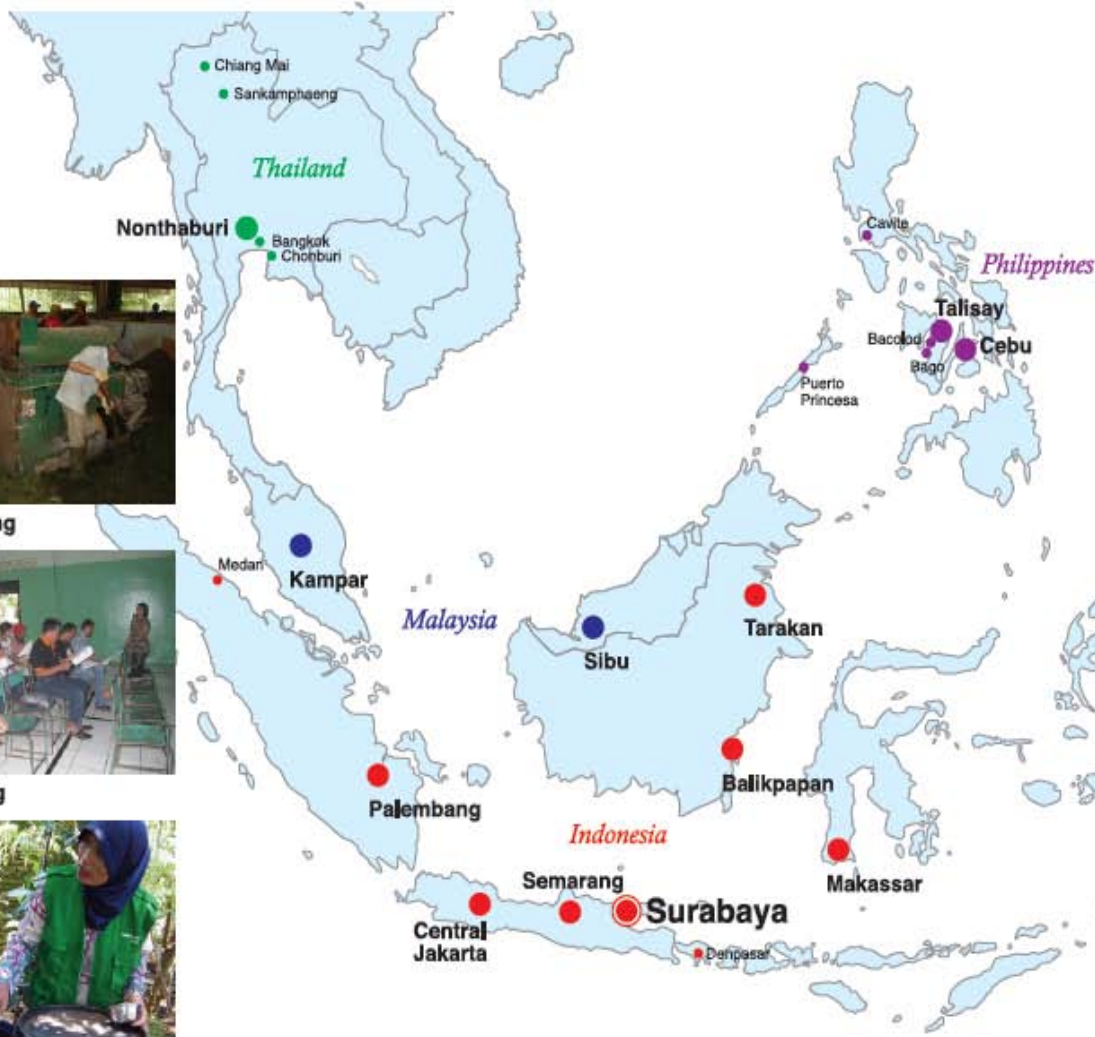 Chiang Mai
Sankamphaeng
Thailand
Nonthaburi
Bangkok
Chonburi
Cavite
Philippines
Talisay
Bacolod
Cebu
Bago
Puerto
Princesa
ng
Medan
Kampar
Malaysia
Sibu
Tarakan
g
Palembang
Balikpapan
Indonesia
Makassar
Semarang
Surabaya
Central
Jakarta
Denpasar